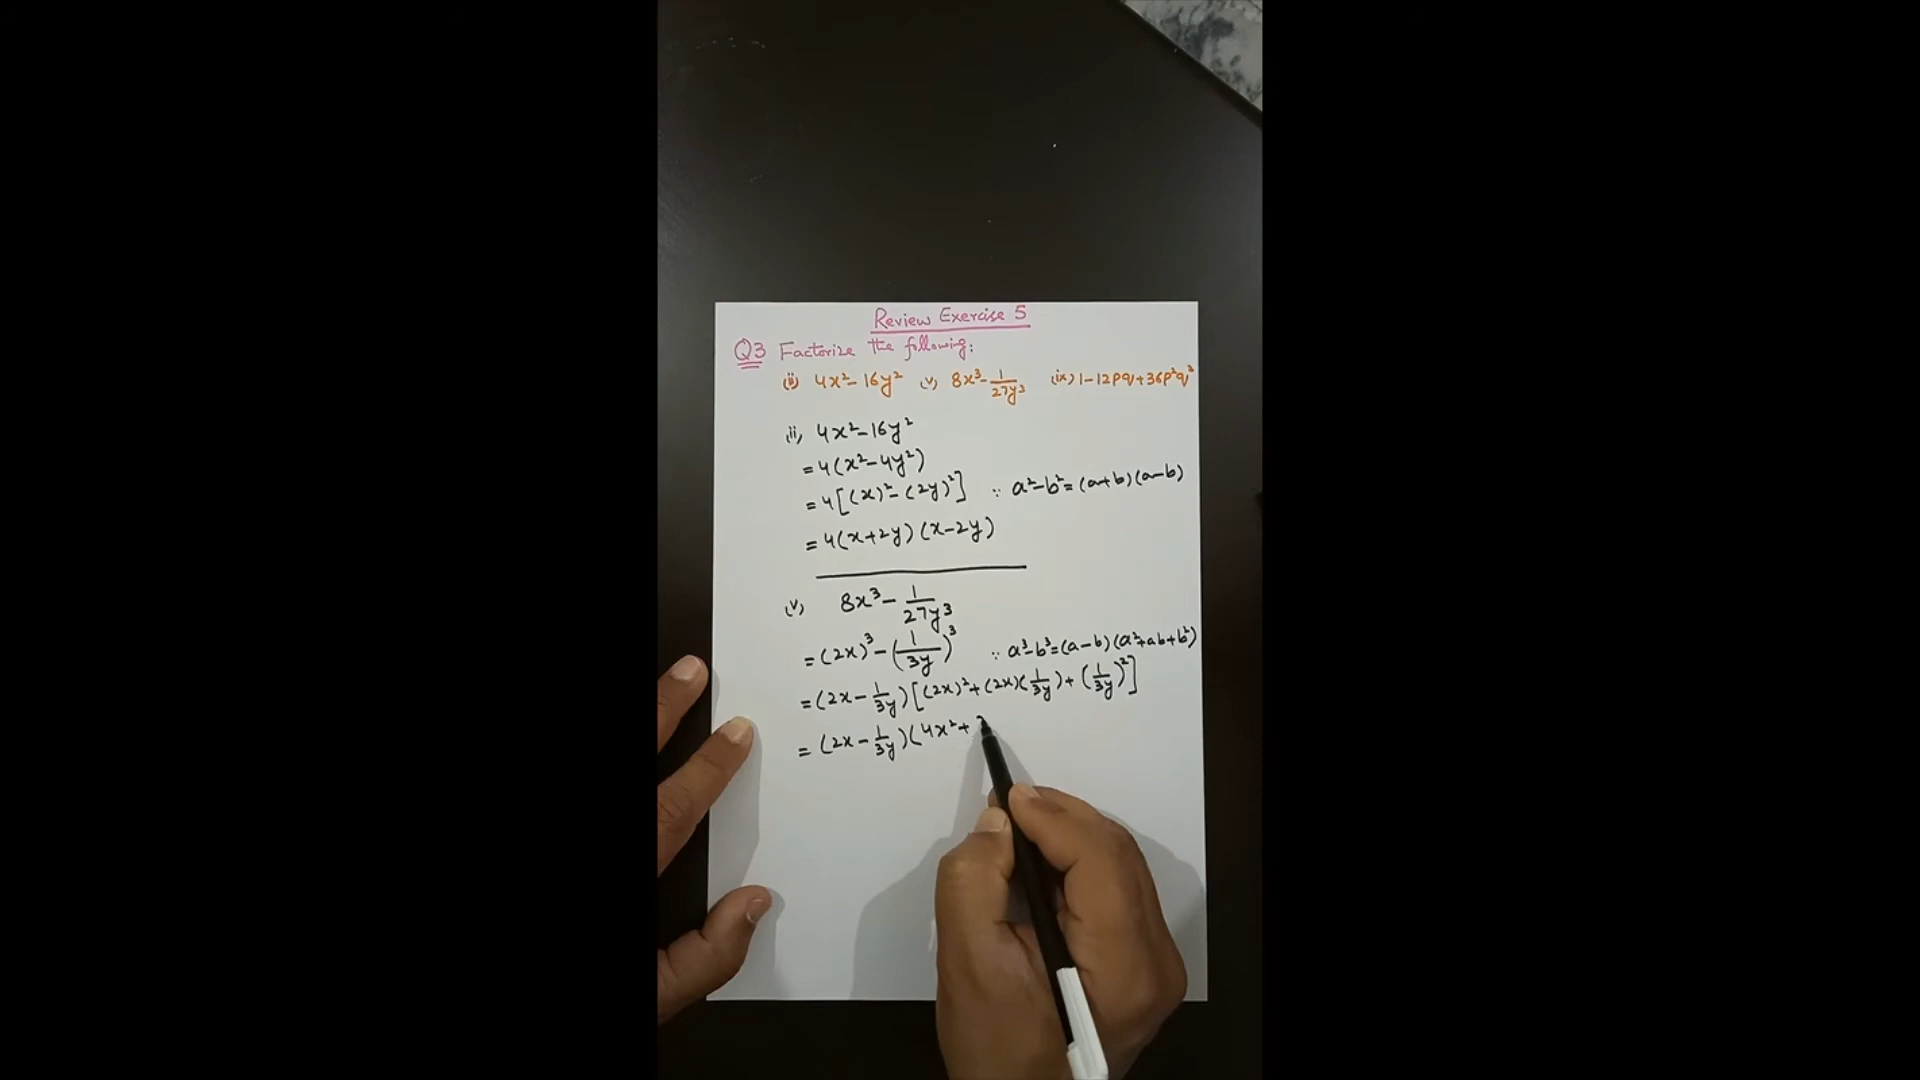 Review Exercise 5
Q3 Factorize the following:
(ii) 4x²-16y² (v) 8x³-1/27y³ (ix) 1-12pq+36p²q³
(ii) 4x²-16y²
=4(x²-4y²)
=4[(x)²-(2y)²] ∵ a²-b²=(a+b)(a-b)
=4(x+2y)(x-2y)
(v) 8x³-1/27y³
=(2x)³-(1/3y)³ ∵ a³-b³=(a-b)(a²+ab+b²)
=(2x-1/3y)[(2x)²+(2x)(1/3y)+(1/3y)²]
=(2x-1/3y)(4x²+